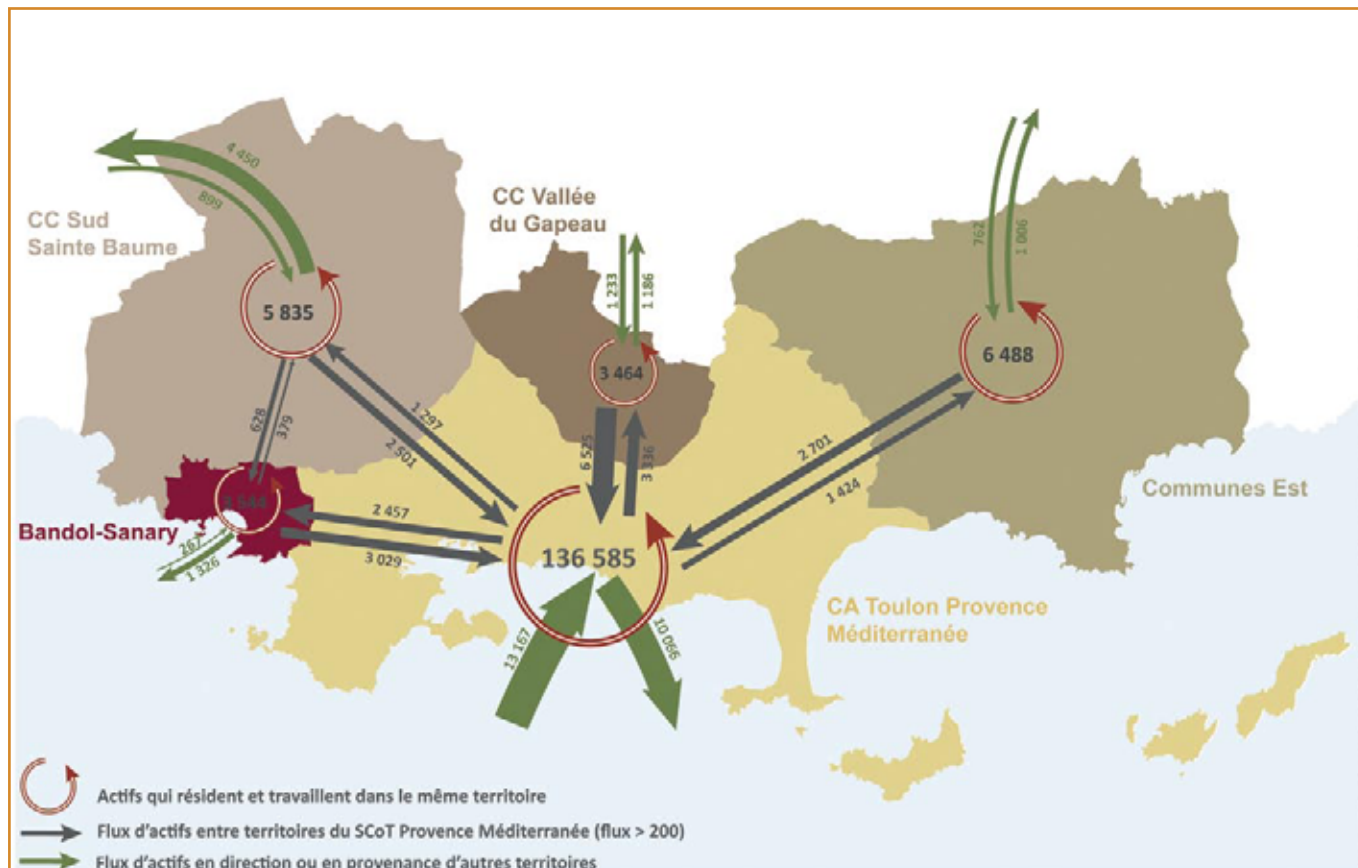 4 450
899
CC Sud
Sainte Baume
CC Vallée
du Gapeau
762
1 006
1 233
1 186
5 835
3 464
6 488
628
379
1 297
2 501
6 525
3 336
2 701
1 424
Communes Est
Bandol-Sanary
2 457
3 029
267
1 326
136 585
CA Toulon Provence
Méditerranée
13 167
10 066
Actifs qui résident et travaillent dans le même territoire
Flux d'actifs entre territoires du SCoT Provence Méditerranée (flux > 200)
Flux d'actifs en direction ou en provenance d'autres territoires